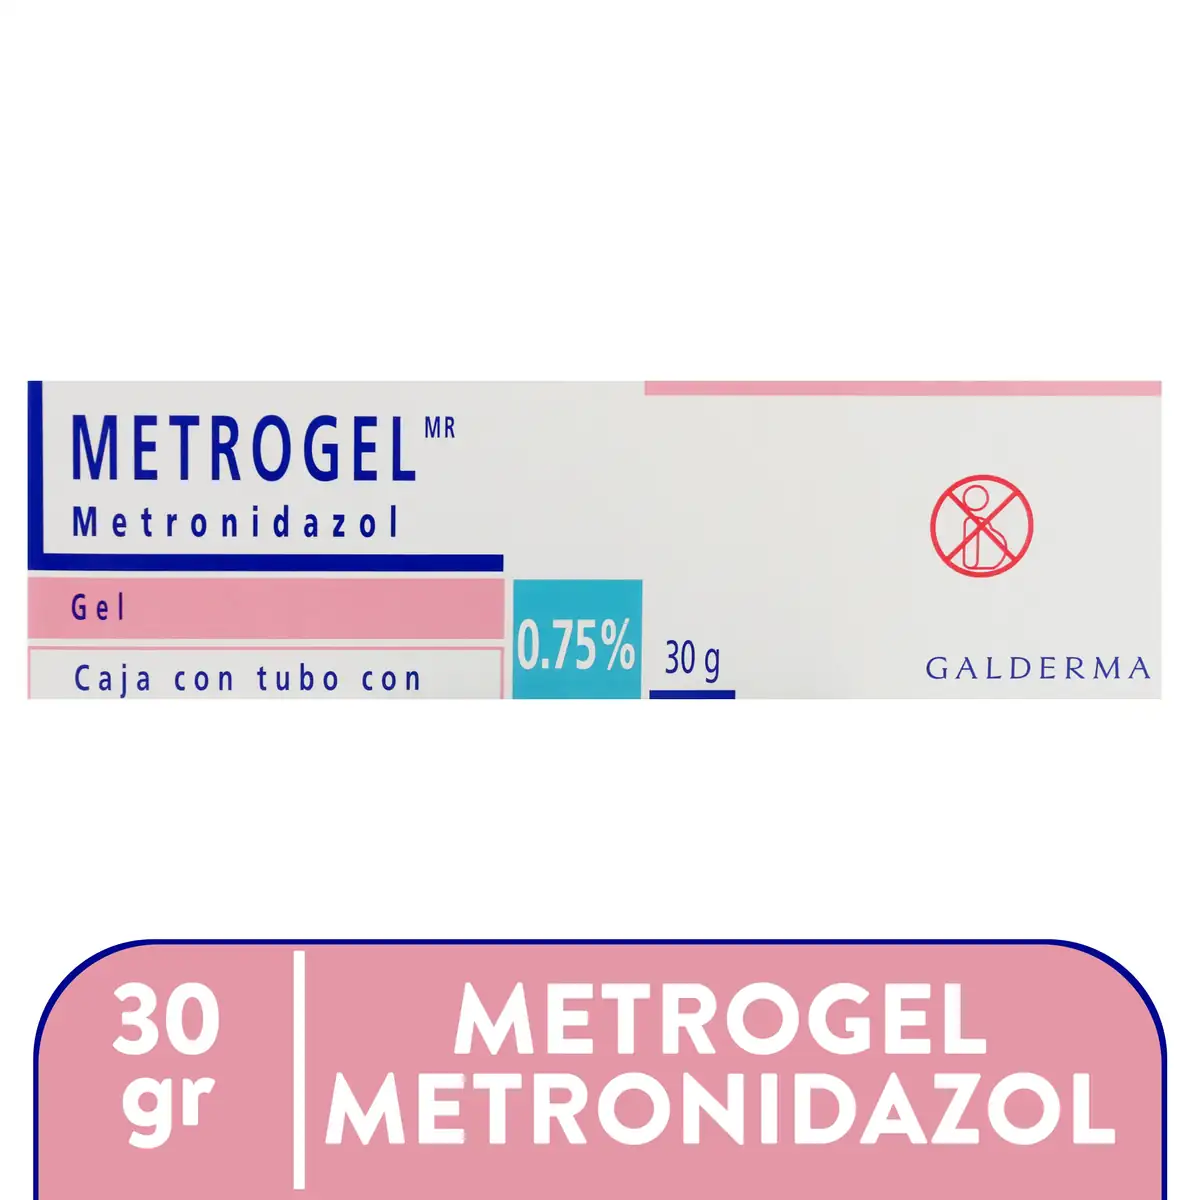 METROGEL MR
Metronidazol
Gel
Caja con tubo con
0.75%
30 g
GALDERMA
30
gr
METROGEL
METRONIDAZOL